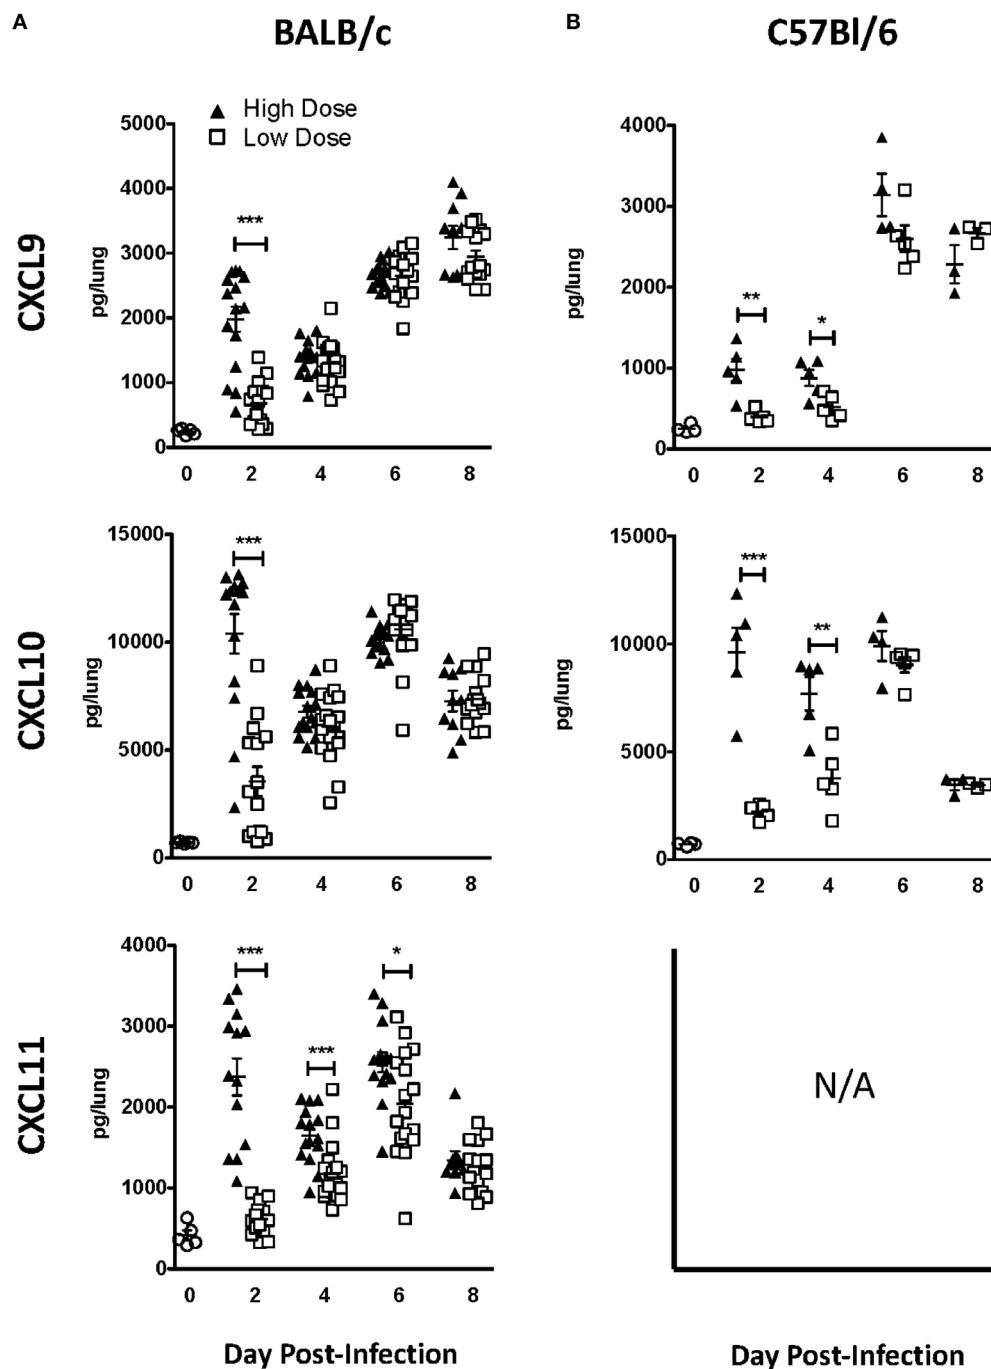 A
BALB/c
B
C57Bl/6
High Dose
Low Dose
CXCL9
pg/lung
5000
4000
3000
2000
1000
0
***
0 2 4 6 8
pg/lung
4000
3000
2000
1000
0
**
*
0 2 4 6 8
CXCL10
pg/lung
15000
10000
5000
0
***
0 2 4 6 8
pg/lung
15000
10000
5000
0
***
**
0 2 4 6 8
CXCL11
pg/lung
4000
3000
2000
1000
0
***
***
*
0 2 4 6 8
N/A
Day Post-Infection
Day Post-Infection